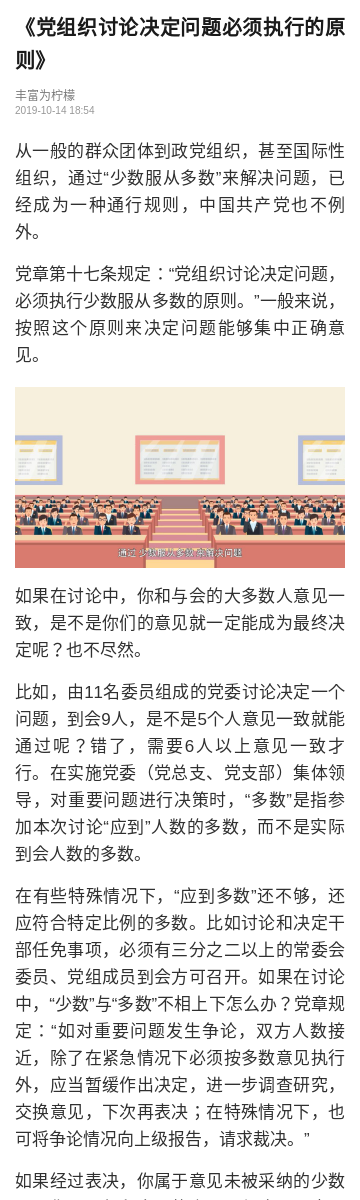 《党组织讨论决定问题必须执行的原
则》
丰富为柠檬
2019-10-14 18:54
从一般的群众团体到政党组织，甚至国际性
组织，通过“少数服从多数”来解决问题，已
经成为一种通行规则，中国共产党也不例
外。
党章第十七条规定：“党组织讨论决定问题，
必须执行少数服从多数的原则。”一般来说，
按照这个原则来决定问题能够集中正确意
见。
通过 少数服从多数 来解决问题
如果在讨论中，你和与会的大多数人意见一
致，是不是你们的意见就一定能成为最终决
定呢？也不尽然。
比如，由11名委员组成的党委讨论决定一个
问题，到会9人，是不是5个人意见一致就能
通过呢？错了，需要6人以上意见一致才
行。在实施党委（党总支、党支部）集体领
导，对重要问题进行决策时，“多数”是指参
加本次讨论“应到”人数的多数，而不是实际
到会人数的多数。
在有些特殊情况下，“应到多数”还不够，还
应符合特定比例的多数。比如讨论和决定干
部任免事项，必须有三分之二以上的常委会
委员、党组成员到会方可召开。如果在讨论
中，“少数”与“多数”不相上下怎么办？党章规
定：“如对重要问题发生争论，双方人数接
近，除了在紧急情况下必须按多数意见执行
外，应当暂缓作出决定，进一步调查研究，
交换意见，下次再表决；在特殊情况下，也
可将争论情况向上级报告，请求裁决。”
如果经过表决，你属于意见未被采纳的少数